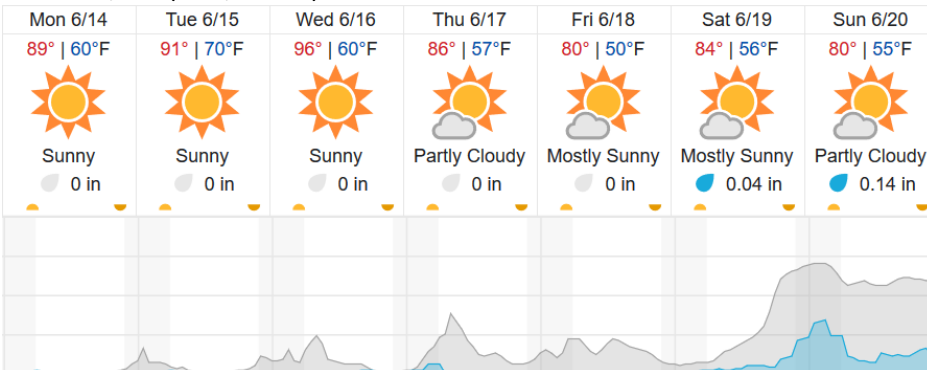 Mon 6/14 Tue 6/15 Wed 6/16 Thu 6/17 Fri 6/18 Sat 6/19 Sun 6/20
89° | 60°F 91° | 70°F 96° | 60°F 86° | 57°F 80° | 50°F 84° | 56°F 80° | 55°F
Sunny Sunny Sunny Partly Cloudy Mostly Sunny Mostly Sunny Partly Cloudy
0 in 0 in 0 in 0 in 0 in 0.04 in 0.14 in